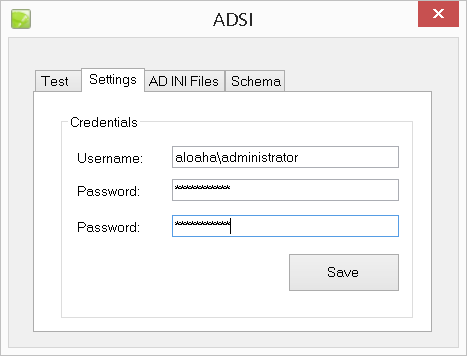 ADSI
Test Settings AD INI Files Schema
Credentials
Username: aloaha\administrator
Password: ***********
Password: ***********
Save